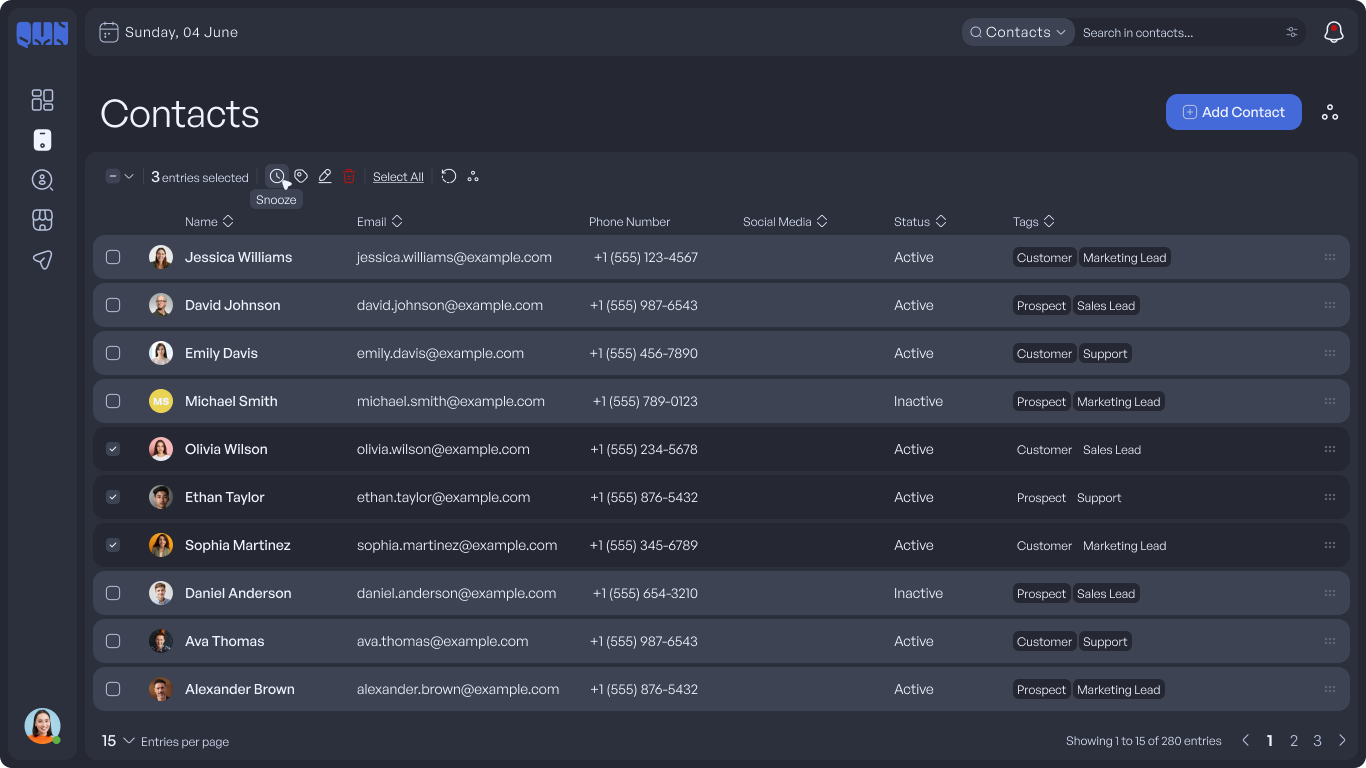 QUN
Sunday, 04 June
Contacts
Search in contacts...
Contacts
Add Contact
3 entries selected
Select All
Snooze
Name Email Phone Number Social Media Status Tags
Jessica Williams jessica.williams@example.com +1 (555) 123-4567 Active Customer Marketing Lead
David Johnson david.johnson@example.com +1 (555) 987-6543 Active Prospect Sales Lead
Emily Davis emily.davis@example.com +1 (555) 456-7890 Active Customer Support
MS Michael Smith michael.smith@example.com +1 (555) 789-0123 Inactive Prospect Marketing Lead
Olivia Wilson olivia.wilson@example.com +1 (555) 234-5678 Active Customer Sales Lead
Ethan Taylor ethan.taylor@example.com +1 (555) 876-5432 Active Prospect Support
Sophia Martinez sophia.martinez@example.com +1 (555) 345-6789 Active Customer Marketing Lead
Daniel Anderson daniel.anderson@example.com +1 (555) 654-3210 Inactive Prospect Sales Lead
Ava Thomas ava.thomas@example.com +1 (555) 987-6543 Active Customer Support
Alexander Brown alexander.brown@example.com +1 (555) 876-5432 Active Prospect Marketing Lead
15 Entries per page
Showing 1 to 15 of 280 entries
1 2 3